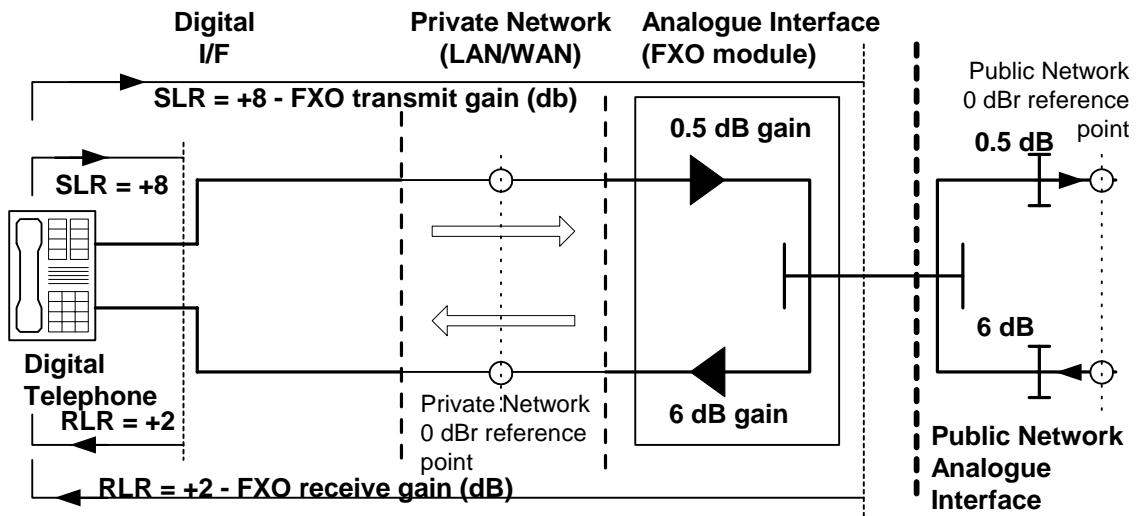 Digital
I/F
Private Network
(LAN/WAN)
Analogue Interface
(FXO module)
Public Network
0 dBr reference
point
SLR = +8 - FXO transmit gain (db)
0.5 dB gain
0.5 dB
SLR = +8
6 dB
Digital
Telephone
RLR = +2
Private Network
0 dBr reference
point
6 dB gain
Public Network
Analogue
Interface
RLR = +2 - FXO receive gain (dB)